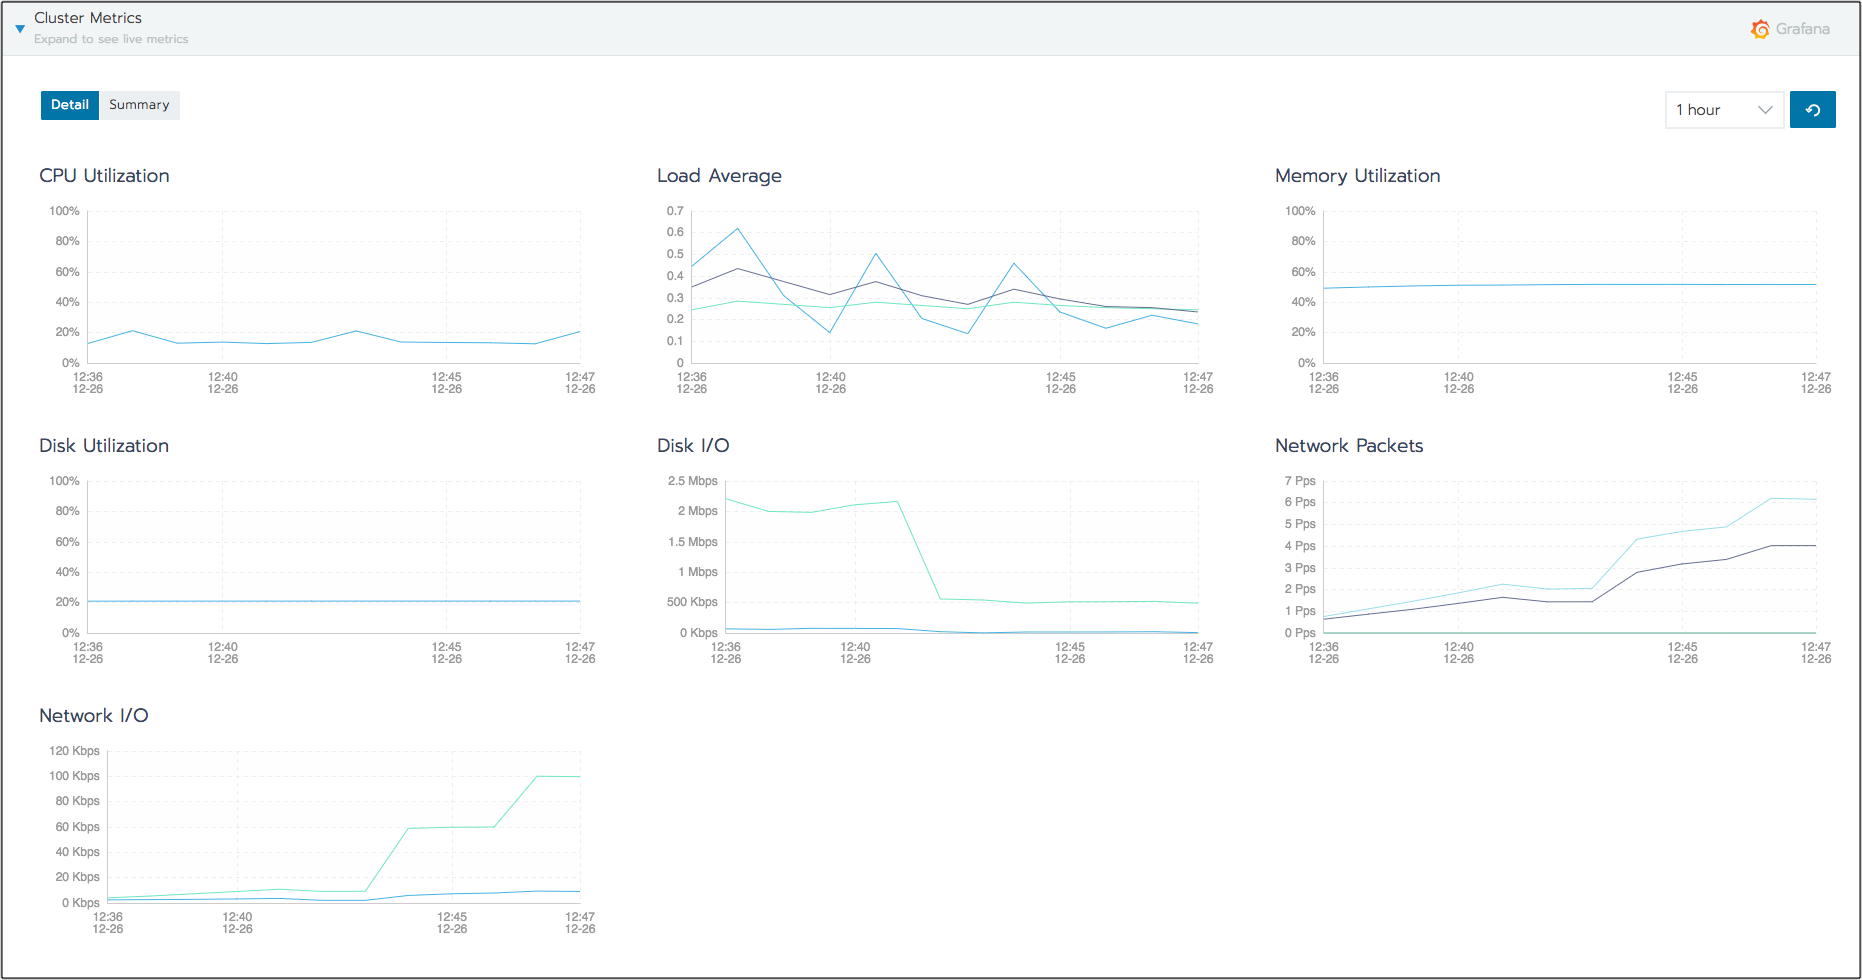 Cluster Metrics
Expand to see live metrics
Grafana
Detail Summary
1 hour
CPU Utilization
100%
80%
60%
40%
20%
0%
12:36 12:40 12:45 12:47
12-26 12-26 12-26 12-26
Load Average
0.7
0.6
0.5
0.4
0.3
0.2
0.1
0
12:36 12:40 12:45 12:47
12-26 12-26 12-26 12-26
Memory Utilization
100%
80%
60%
40%
20%
0%
12:36 12:40 12:45 12:47
12-26 12-26 12-26 12-26
Disk Utilization
100%
80%
60%
40%
20%
0%
12:36 12:40 12:45 12:47
12-26 12-26 12-26 12-26
Disk I/O
2.5 Mbps
2 Mbps
1.5 Mbps
1 Mbps
500 Kbps
0 Kbps
12:36 12:40 12:45 12:47
12-26 12-26 12-26 12-26
Network Packets
7 Pps
6 Pps
5 Pps
4 Pps
3 Pps
2 Pps
1 Pps
0 Pps
12:36 12:40 12:45 12:47
12-26 12-26 12-26 12-26
Network I/O
120 Kbps
100 Kbps
80 Kbps
60 Kbps
40 Kbps
20 Kbps
0 Kbps
12:36 12:40 12:45 12:47
12-26 12-26 12-26 12-26